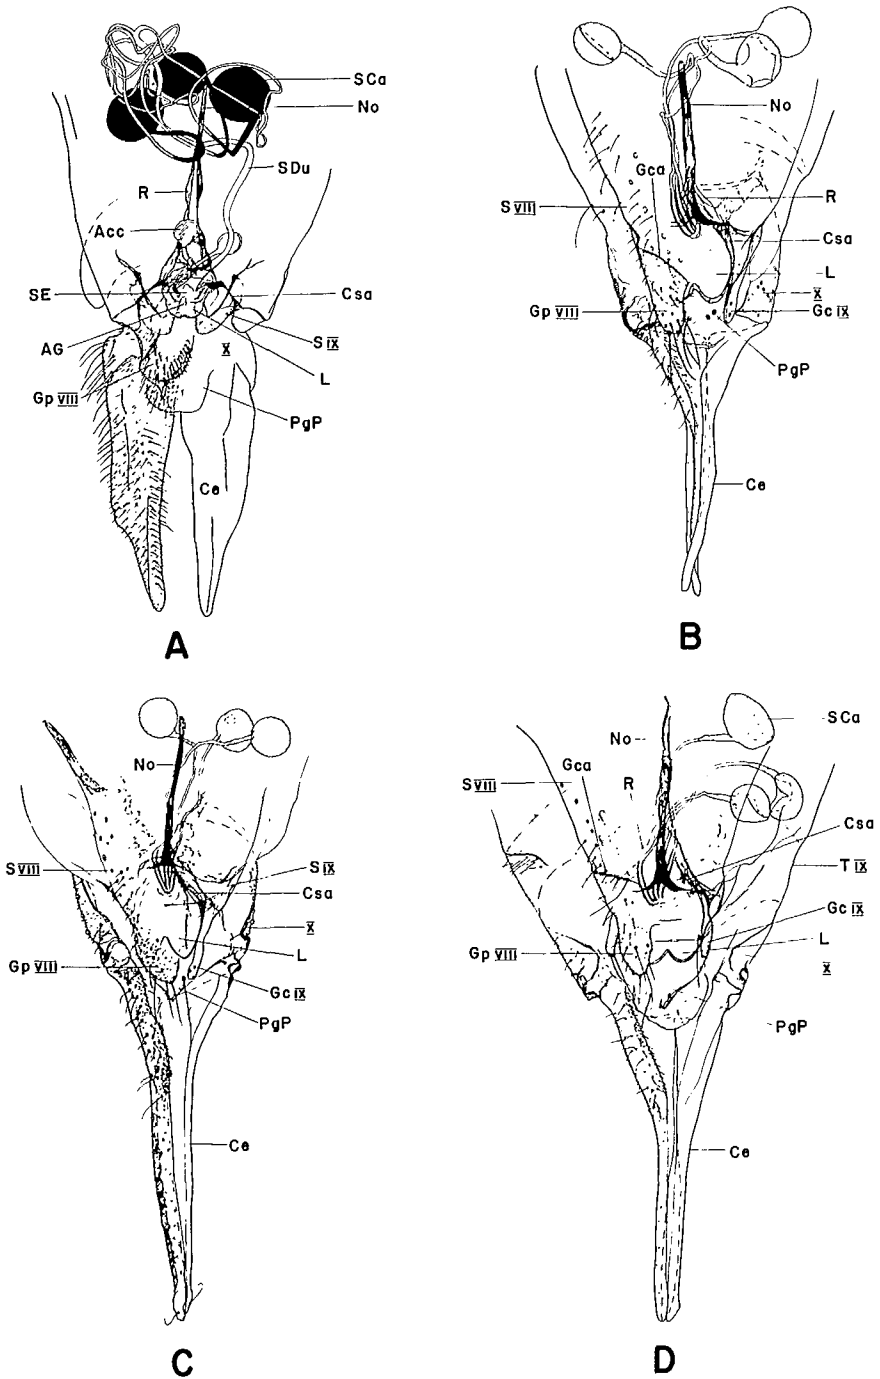 SCa
No
SDu
R
Acc
SE
Csa
AG
S IX
X
L
Gp VIII
PgP
Ce
A
No
Gca
S VIII
R
Csa
L
X
Gp VIII
Gc IX
PgP
Ce
B
No
S VIII
S IX
Csa
X
L
Gp VIII
Gc IX
PgP
Ce
C
SCa
No
Gca
S VIII
R
Csa
T IX
Gc IX
Gp VIII
L
X
PgP
Ce
D